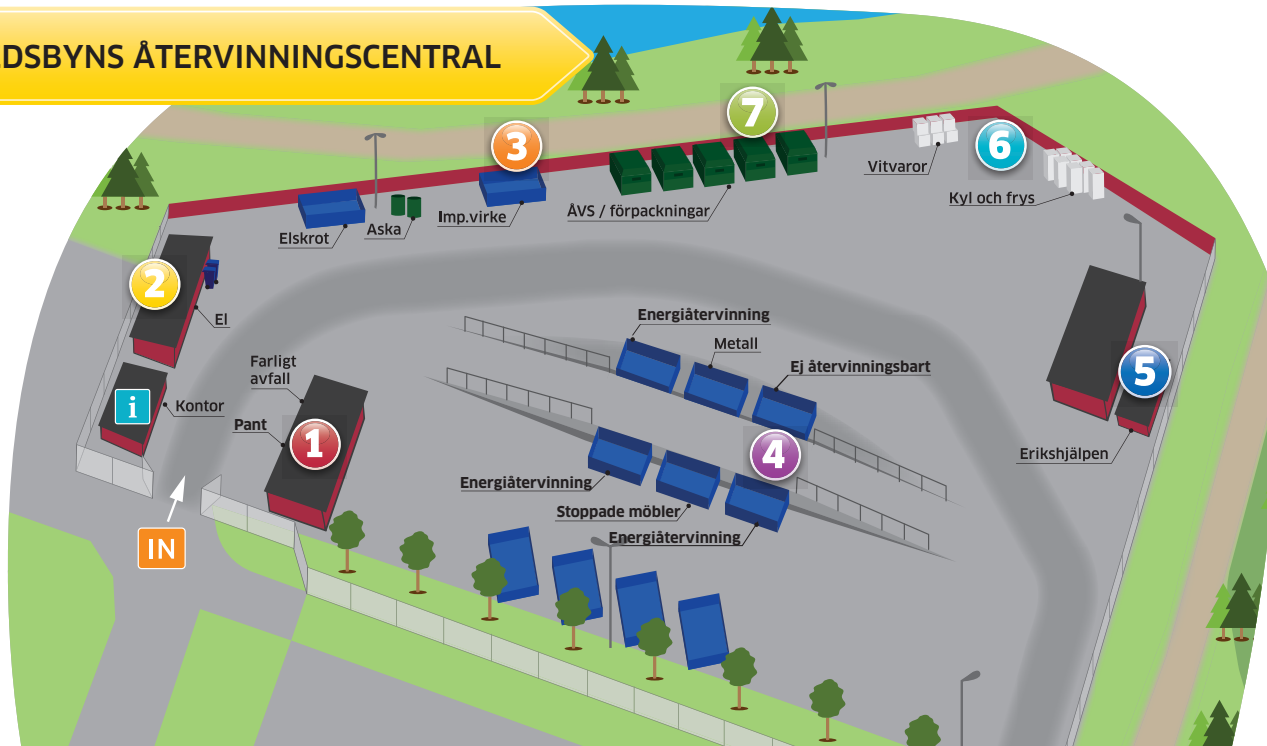 DSBYNS ÅTERVINNINGSCENTRAL
7
3
6
Vitvaror
Kyl och frys
ÅVS / förpackningar
Imp.virke
Aska
Elskrot
2
El
Energiåtervinning
Metall
Ej återvinningsbart
Farligt
avfall
5
i
Kontor
Pant
1
4
Erikshjälpen
Energiåtervinning
Stoppade möbler
Energiåtervinning
IN